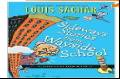 LOUIS SACHAR
Sideways
Stories
from
Wayside
School